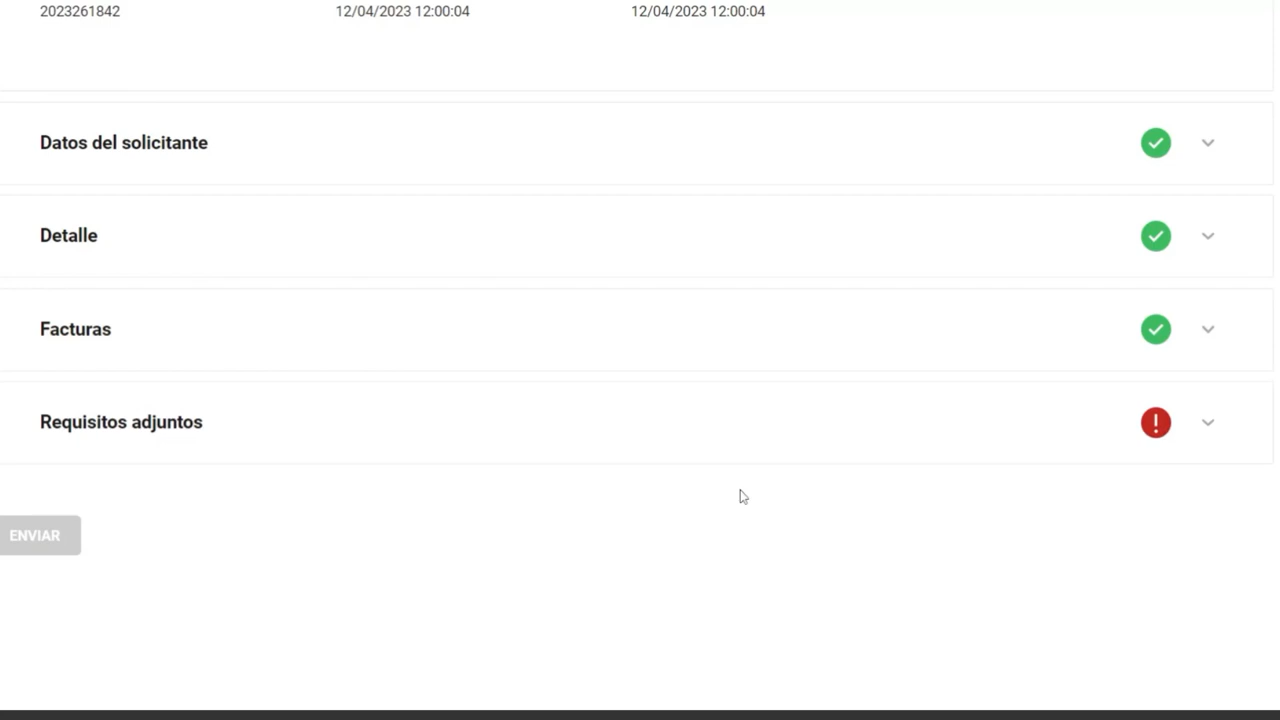 2023261842 12/04/2023 12:00:04 12/04/2023 12:00:04
Datos del solicitante
Detalle
Facturas
Requisitos adjuntos
ENVIAR